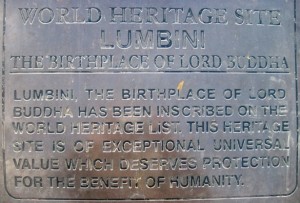 WORLD HERITAGE SITE
LUMBINI
THE BIRTHPLACE OF LORD BUDDHA
LUMBINI, THE BIRTHPLACE OF LORD
BUDDHA HAS BEEN INSCRIBED ON THE
WORLD HERITAGE LIST. THIS HERITAGE
SITE IS OF EXCEPTIONAL UNIVERSAL
VALUE WHICH DESERVES PROTECTION
FOR THE BENEFIT OF HUMANITY.